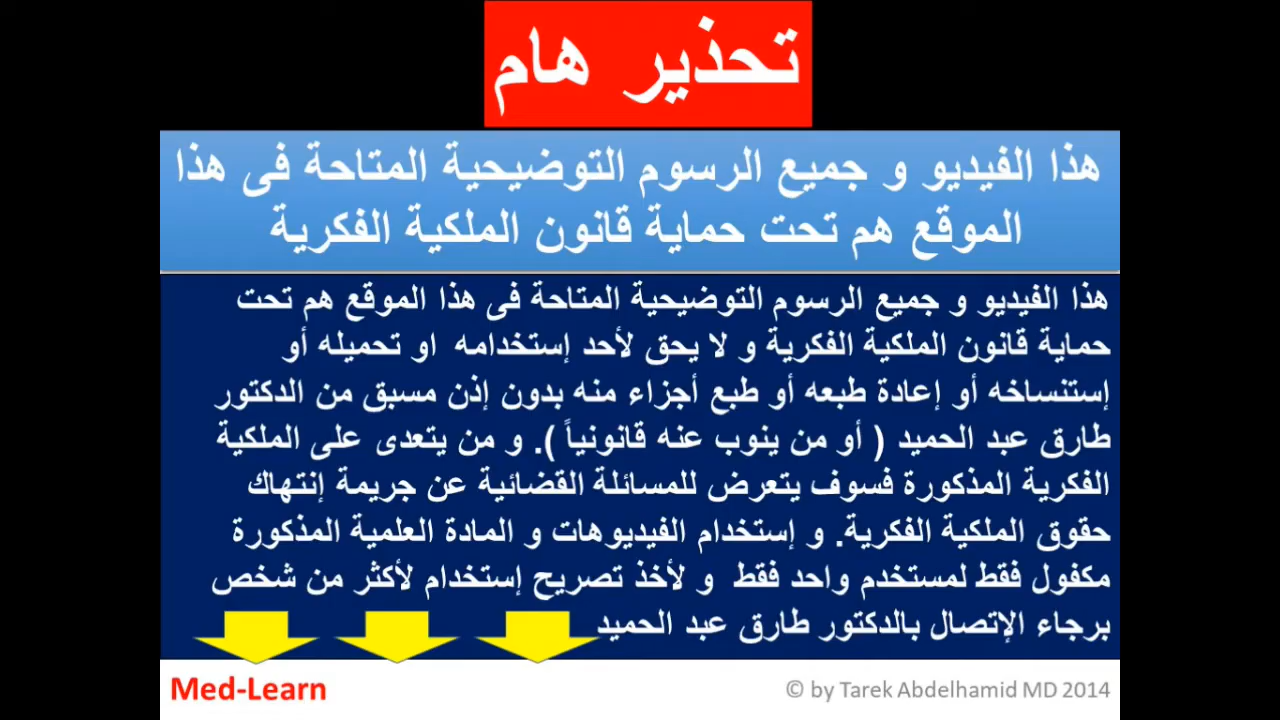 تحذير هام
هذا الفيديو و جميع الرسوم التوضيحية المتاحة فى هذا
الموقع هم تحت حماية قانون الملكية الفكرية
هذا الفيديو و جميع الرسوم التوضيحية المتاحة فى هذا الموقع هم تحت
حماية قانون الملكية الفكرية و لا يحق لأحد إستخدامه او تحميله أو
إستنساخه أو إعادة طبعه أو طبع أجزاء منه بدون إذن مسبق من الدكتور
طارق عبد الحميد ( أو من ينوب عنه قانونياً ). و من يتعدى على الملكية
الفكرية المذكورة فسوف يتعرض للمسائلة القضائية عن جريمة إنتهاك
حقوق الملكية الفكرية. و إستخدام الفيديوهات و المادة العلمية المذكورة
مكفول فقط لمستخدم واحد فقط و لأخذ تصريح إستخدام لأكثر من شخص
برجاء الإتصال بالدكتور طارق عبد الحميد
Med-Learn
© by Tarek Abdelhamid MD 2014